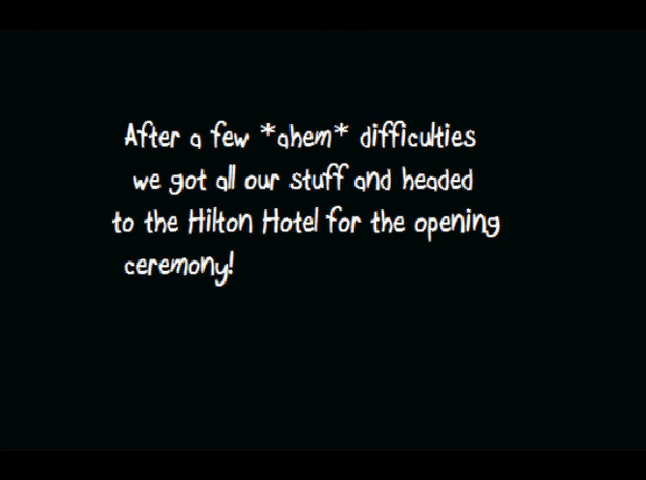 After a few *ahem* difficulties
we got all our stuff and headed
to the Hilton Hotel for the opening
ceremony!